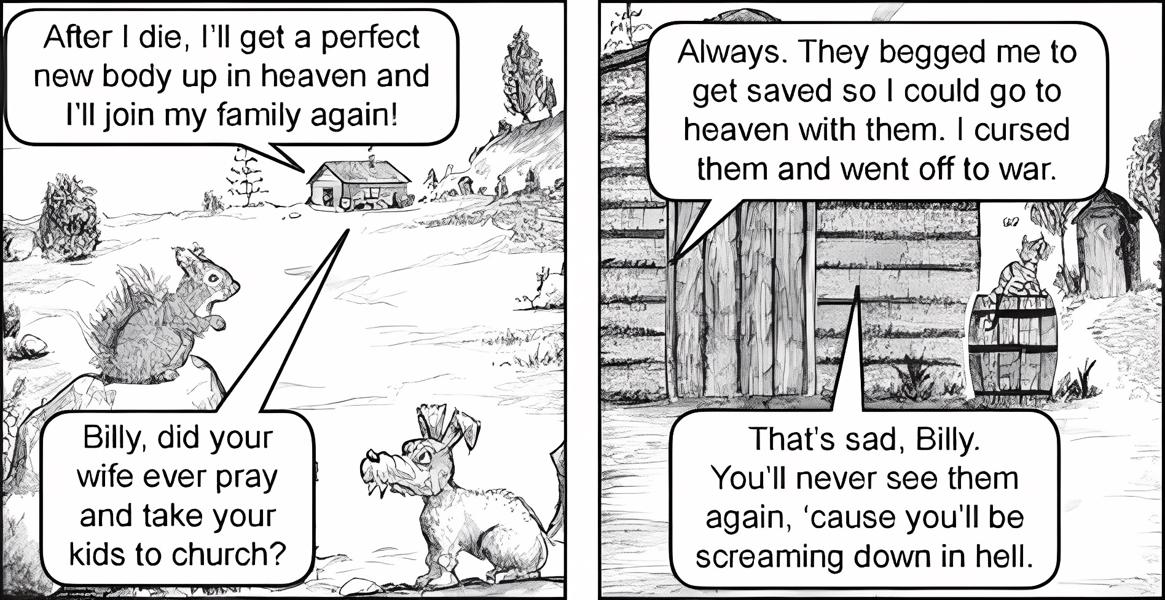 After I die, I'll get a perfect
new body up in heaven and
I'll join my family again!
Billy, did your
wife ever pray
and take your
kids to church?
Always. They begged me to
get saved so I could go to
heaven with them. I cursed
them and went off to war.
That's sad, Billy.
You'll never see them
again, ‘cause you'll be
screaming down in hell.